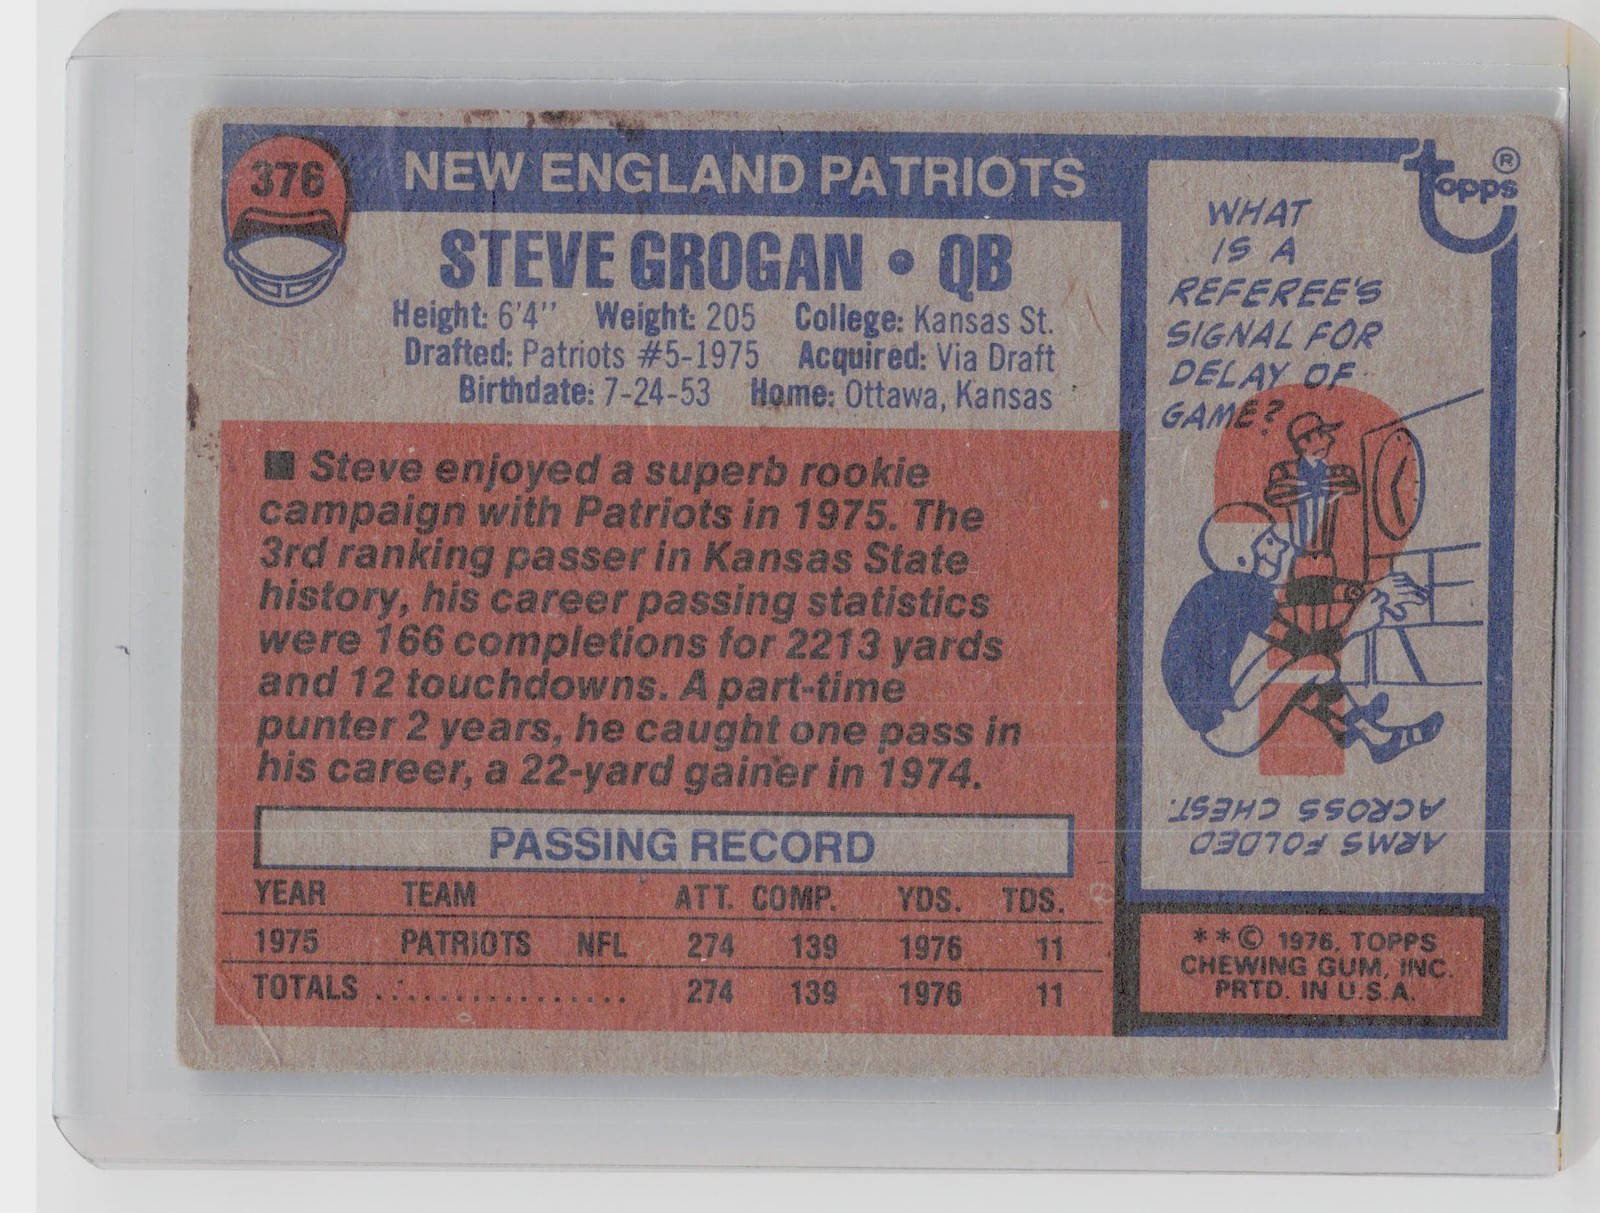 376
NEW ENGLAND PATRIOTS
topps®
STEVE GROGAN • QB
Height: 6'4" Weight: 205 College: Kansas St.
Drafted: Patriots #5-1975 Acquired: Via Draft
Birthdate: 7-24-53 Home: Ottawa, Kansas
■ Steve enjoyed a superb rookie
campaign with Patriots in 1975. The
3rd ranking passer in Kansas State
history, his career passing statistics
were 166 completions for 2213 yards
and 12 touchdowns. A part-time
punter 2 years, he caught one pass in
his career, a 22-yard gainer in 1974.
PASSING RECORD
YEAR TEAM ATT. COMP. YDS. TDS.
1975 PATRIOTS NFL 274 139 1976 11
TOTALS ................. 274 139 1976 11
WHAT
IS A
REFEREE'S
SIGNAL FOR
DELAY OF
GAME?
ARMS FOLDED
ACROSS CHEST.
**© 1976, TOPPS
CHEWING GUM, INC.
PRTD. IN U.S.A.